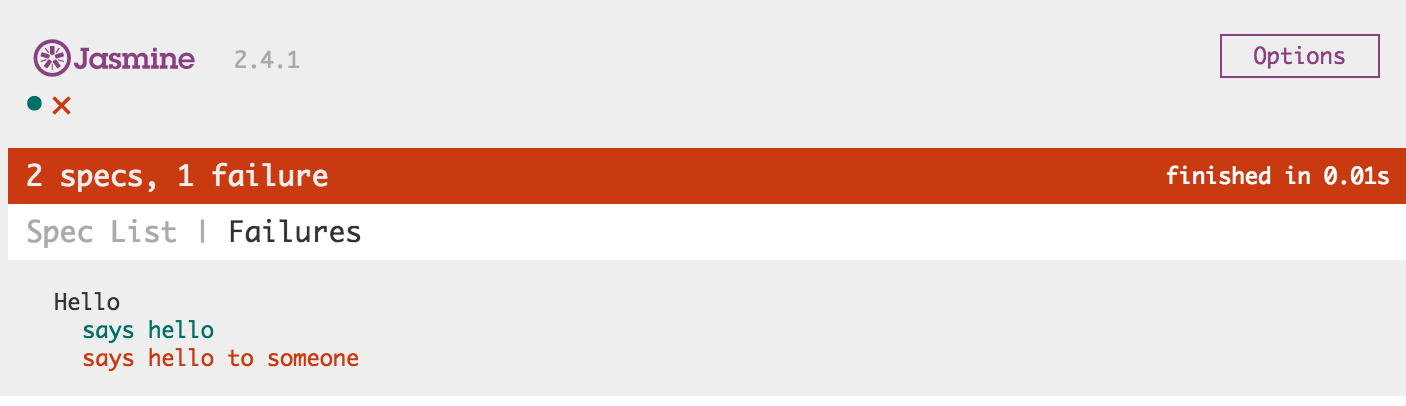 Jasmine 2.4.1 Options
2 specs, 1 failure finished in 0.01s
Spec List | Failures
Hello
says hello
says hello to someone